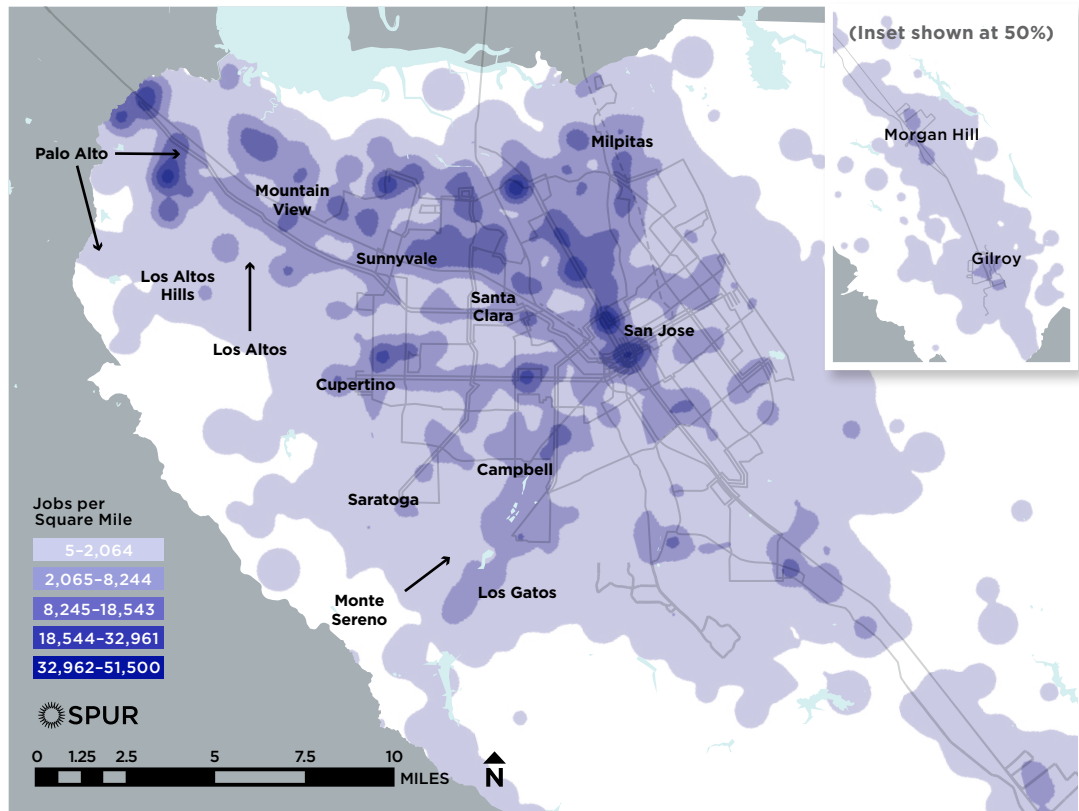 (Inset shown at 50%)
Morgan Hill
Gilroy
Milpitas
Palo Alto
Mountain
View
Sunnyvale
Los Altos
Hills
Santa
Clara
San Jose
Los Altos
Cupertino
Campbell
Saratoga
Monte
Sereno
Los Gatos
Jobs per
Square Mile
5–2,064
2,065–8,244
8,245–18,543
18,544–32,961
32,962–51,500
SPUR
0 1.25 2.5 5 7.5 10
MILES
N